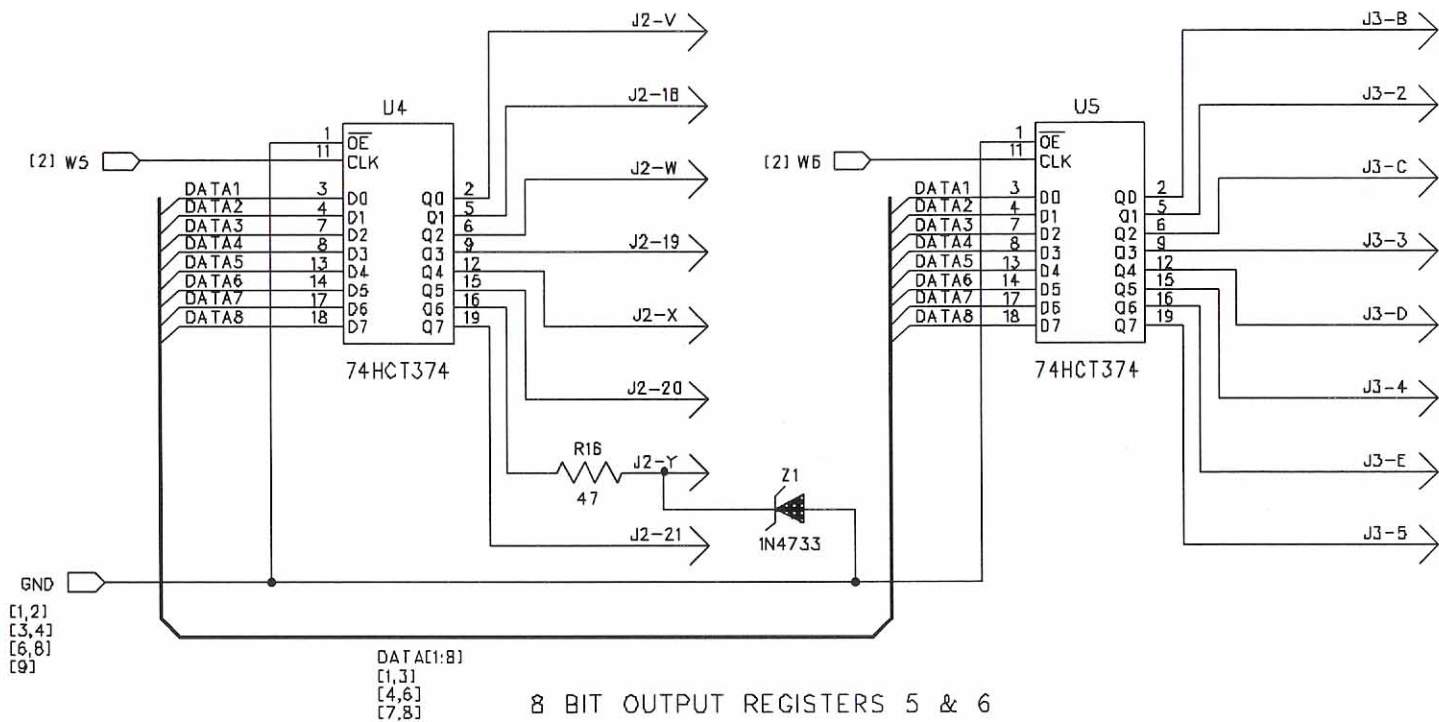 J2-V
J3-B
U4
J2-18
U5
J3-2
[2] W5
1
OE
11
CLK
J2-W
[2] W6
1
OE
11
CLK
J3-C
DATA1 3 D0 Q0 2
DATA2 4 D1 Q1 5
DATA3 7 D2 Q2 6
DATA4 8 D3 Q3 9
DATA5 13 D4 Q4 12
DATA6 14 D5 Q5 15
DATA7 17 D6 Q6 16
DATA8 18 D7 Q7 19
J2-19
J2-X
DATA1 3 D0 Q0 2
DATA2 4 D1 Q1 5
DATA3 7 D2 Q2 6
DATA4 8 D3 Q3 9
DATA5 13 D4 Q4 12
DATA6 14 D5 Q5 15
DATA7 17 D6 Q6 16
DATA8 18 D7 Q7 19
J3-3
J3-D
74HCT374
74HCT374
J2-20
J3-4
R16
47
J2-Y
Z1
1N4733
J3-E
J2-21
J3-5
GND
[1,2]
[3,4]
[6,8]
[9]
DATA[1:8]
[1,3]
[4,6]
[7,8]
8 BIT OUTPUT REGISTERS 5 & 6